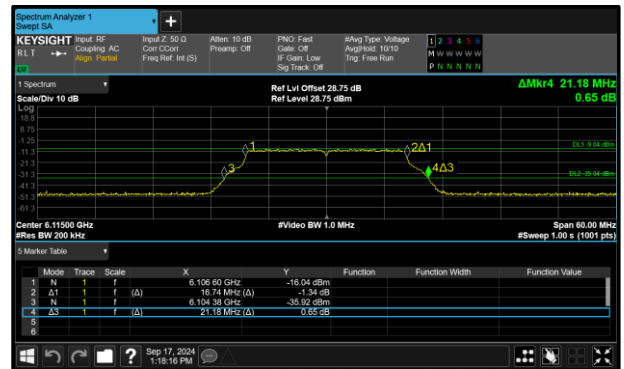 Spectrum Analyzer 1
Swept SA
+
KEYSIGHT Input: RF Input Z: 50 Ω Atten: 10 dB PNO: Fast #Avg Type: Voltage 1 2 3 4 5 6
RLT Coupling: AC Corr CCorr Preamp: Off Gate: Off Avg|Hold: 10/10 M W W W W W
Align: Partial Freq Ref: Int (S) IF Gain: Low Trig: Free Run
Sig Track: Off P N N N N N
1 Spectrum Ref Lvl Offset 28.75 dB ΔMkr4 21.18 MHz
Scale/Div 10 dB Ref Level 28.75 dBm 0.65 dB
Log
18.8
8.75
-1.25 1 2Δ1 DL1 -9.04 dBm
-11.3
-21.3 3 4Δ3
-31.3 DL2 -35.04 dBm
-41.3
-51.3
-61.3
Center 6.11500 GHz #Video BW 1.0 MHz Span 60.00 MHz
#Res BW 200 kHz #Sweep 1.00 s (1001 pts)
5 Marker Table
Mode Trace Scale X Y Function Function Width Function Value
1 N 1 f 6.106 60 GHz -16.04 dBm
2 Δ1 1 f (Δ) 16.74 MHz (Δ) -1.34 dB
3 N 1 f 6.104 38 GHz -35.92 dBm
4 Δ3 1 f (Δ) 21.18 MHz (Δ) 0.65 dB
5
6
? Sep 17, 2024
1:18:16 PM